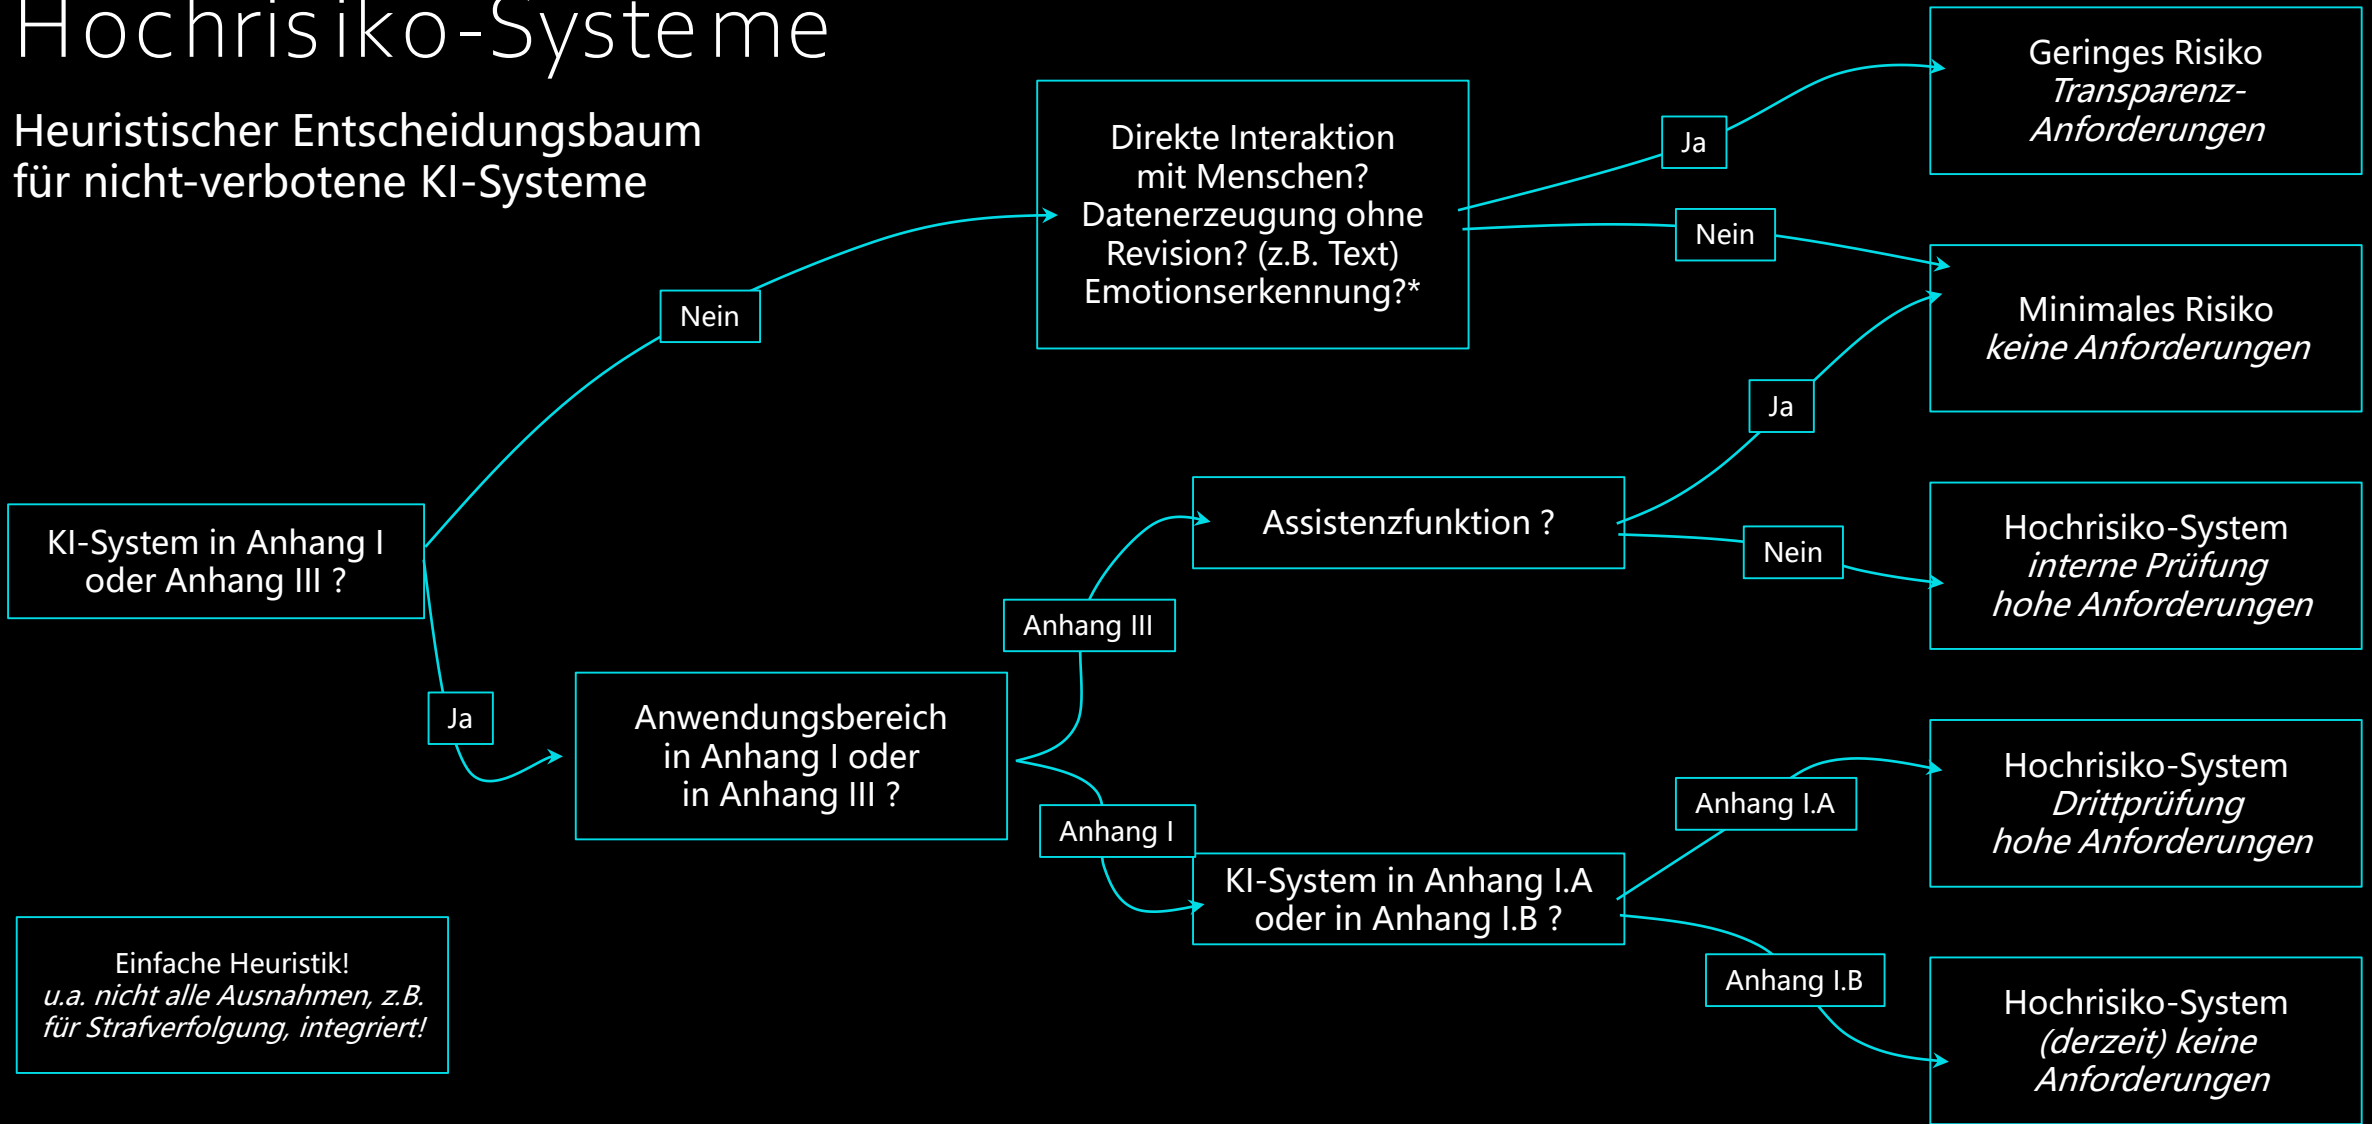 Hochrisiko-Systeme
Heuristischer Entscheidungsbaum
für nicht-verbotene KI-Systeme
KI-System in Anhang I
oder Anhang III ?
Nein
Ja
Direkte Interaktion
mit Menschen?
Datenerzeugung ohne
Revision? (z.B. Text)
Emotionserkennung?*
Ja
Nein
Geringes Risiko
Transparenz-
Anforderungen
Minimales Risiko
keine Anforderungen
Anwendungsbereich
in Anhang I oder
in Anhang III ?
Anhang III
Anhang I
Assistenzfunktion ?
Ja
Nein
Hochrisiko-System
interne Prüfung
hohe Anforderungen
KI-System in Anhang I.A
oder in Anhang I.B ?
Anhang I.A
Anhang I.B
Hochrisiko-System
Drittprüfung
hohe Anforderungen
Hochrisiko-System
(derzeit) keine
Anforderungen
Einfache Heuristik!
u.a. nicht alle Ausnahmen, z.B.
für Strafverfolgung, integriert!